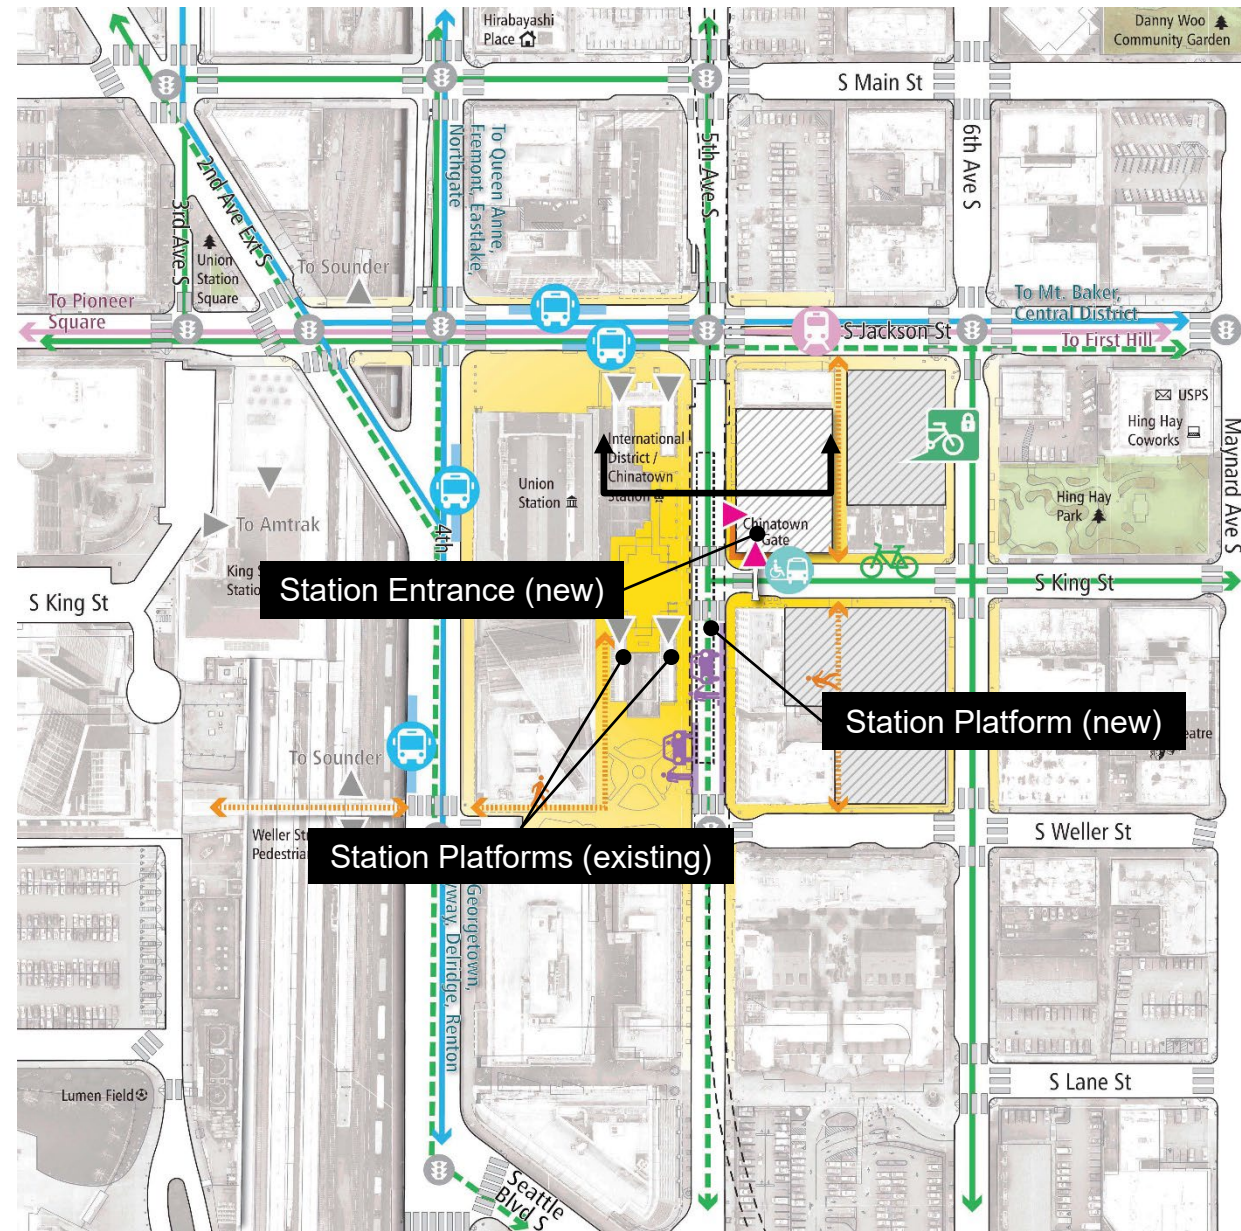 Hirabayashi
Place
Danny Woo
Community Garden
S Main St
To Queen Anne,
Fremont, Eastlake,
Northgate
5th Ave S
6th Ave S
2nd Ave Ext S
3rd Ave S
Union
Station
Square
To Sounder
To Pioneer
Square
To Mt. Baker,
Central District
S Jackson St
To First Hill
USPS
Hing Hay
Coworks
Maynard Ave S
International
District /
Chinatown
Station
Union
Station
Hing Hay
Park
To Amtrak
Chinatown
Gate
4th
King
Station
Station Entrance (new)
S King St
S King St
Station Platform (new)
To Sounder
Weller
Pedestrian
Station Platforms (existing)
S Weller St
Georgetown,
Delridge, Renton
S Lane St
Lumen Field
Seattle
Blvd S